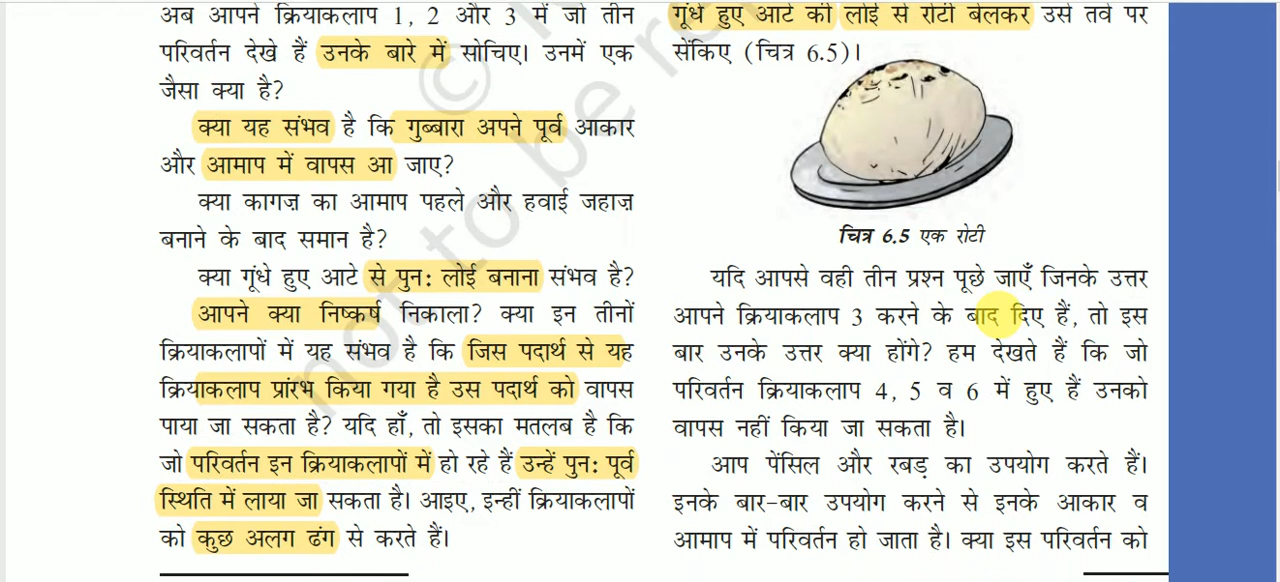 अब आपने क्रियाकलाप 1, 2 और 3 में जो तीन
परिवर्तन देखे हैं उनके बारे में सोचिए। उनमें एक
जैसा क्या है?
क्या यह संभव है कि गुब्बारा अपने पूर्व आकार
और आमाप में वापस आ जाए?
क्या कागज़ का आमाप पहले और हवाई जहाज़
बनाने के बाद समान है?
क्या गूंधे हुए आटे से पुन: लोई बनाना संभव है?
आपने क्या निष्कर्ष निकाला? क्या इन तीनों
क्रियाकलापों में यह संभव है कि जिस पदार्थ से यह
क्रियाकलाप प्रारंभ किया गया है उस पदार्थ को वापस
पाया जा सकता है? यदि हाँ, तो इसका मतलब है कि
जो परिवर्तन इन क्रियाकलापों में हो रहे हैं उन्हें पुन: पूर्व
स्थिति में लाया जा सकता है। आइए, इन्हीं क्रियाकलापों
को कुछ अलग ढंग से करते हैं।
गूंधे हुए आटे की लोई से रोटी बेलकर उसे तवे पर
सेंकिए (चित्र 6.5)।
चित्र 6.5 एक रोटी
यदि आपसे वही तीन प्रश्न पूछे जाएँ जिनके उत्तर
आपने क्रियाकलाप 3 करने के बाद दिए हैं, तो इस
बार उनके उत्तर क्या होंगे? हम देखते हैं कि जो
परिवर्तन क्रियाकलाप 4, 5 व 6 में हुए हैं उनको
वापस नहीं किया जा सकता है।
आप पेंसिल और रबड़ का उपयोग करते हैं।
इनके बार-बार उपयोग करने से इनके आकार व
आमाप में परिवर्तन हो जाता है। क्या इस परिवर्तन को
© 
not to be re